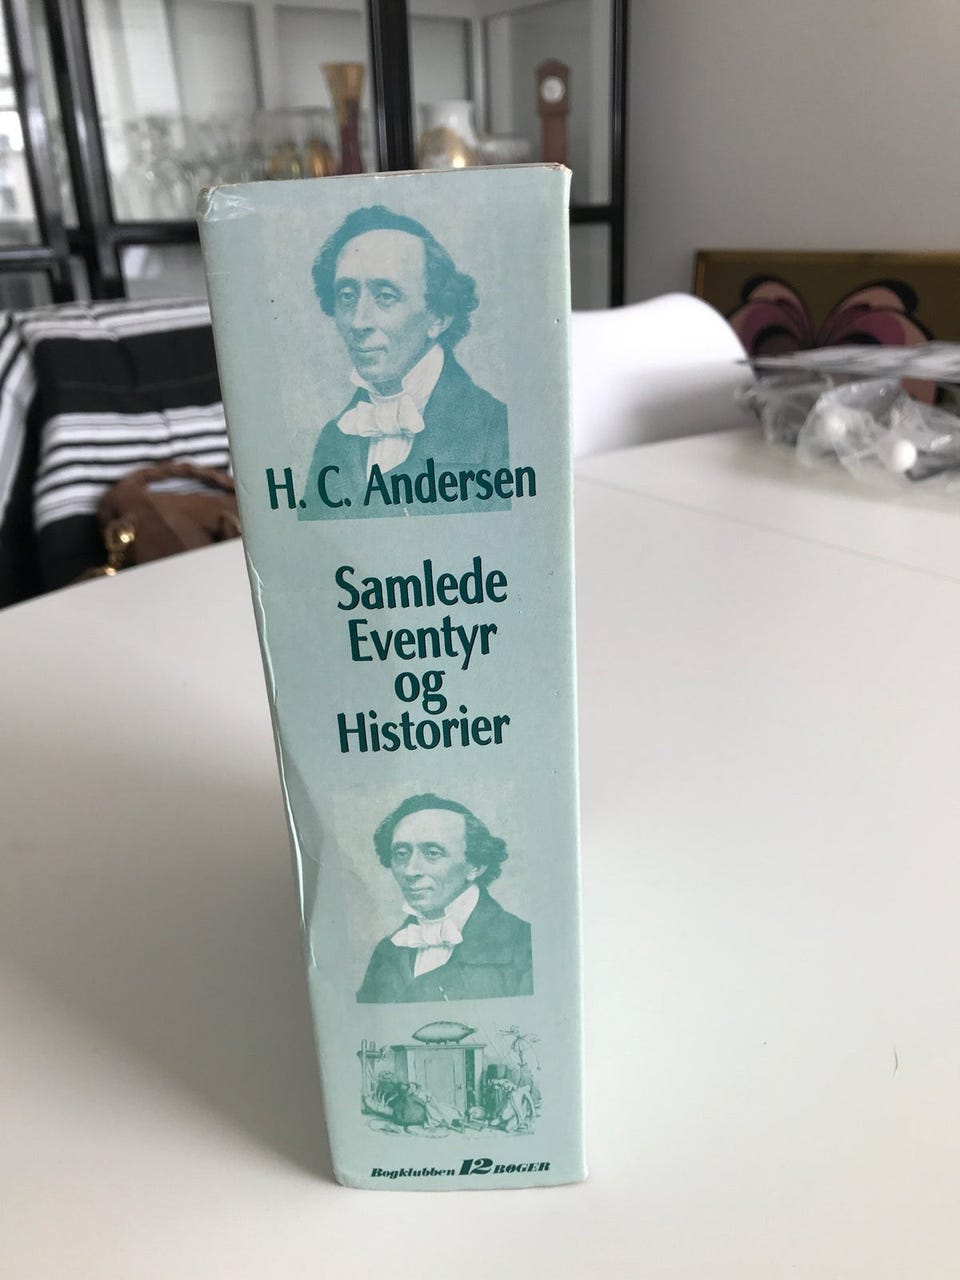 H. C. Andersen
Samlede
Eventyr
og
Historier
Bogklubben 12 BØGER